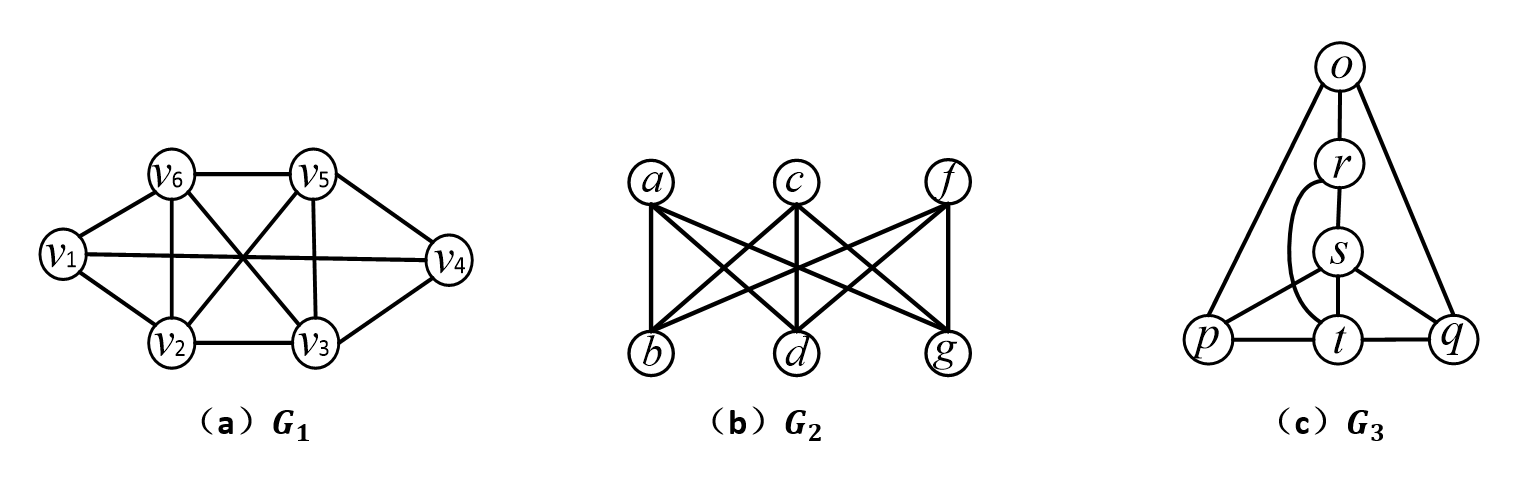 o
r
v₆ v₅
a c f
v₁ v₄
s
v₂ v₃
b d g
p t q
（a）G₁ （b）G₂ （c）G₃